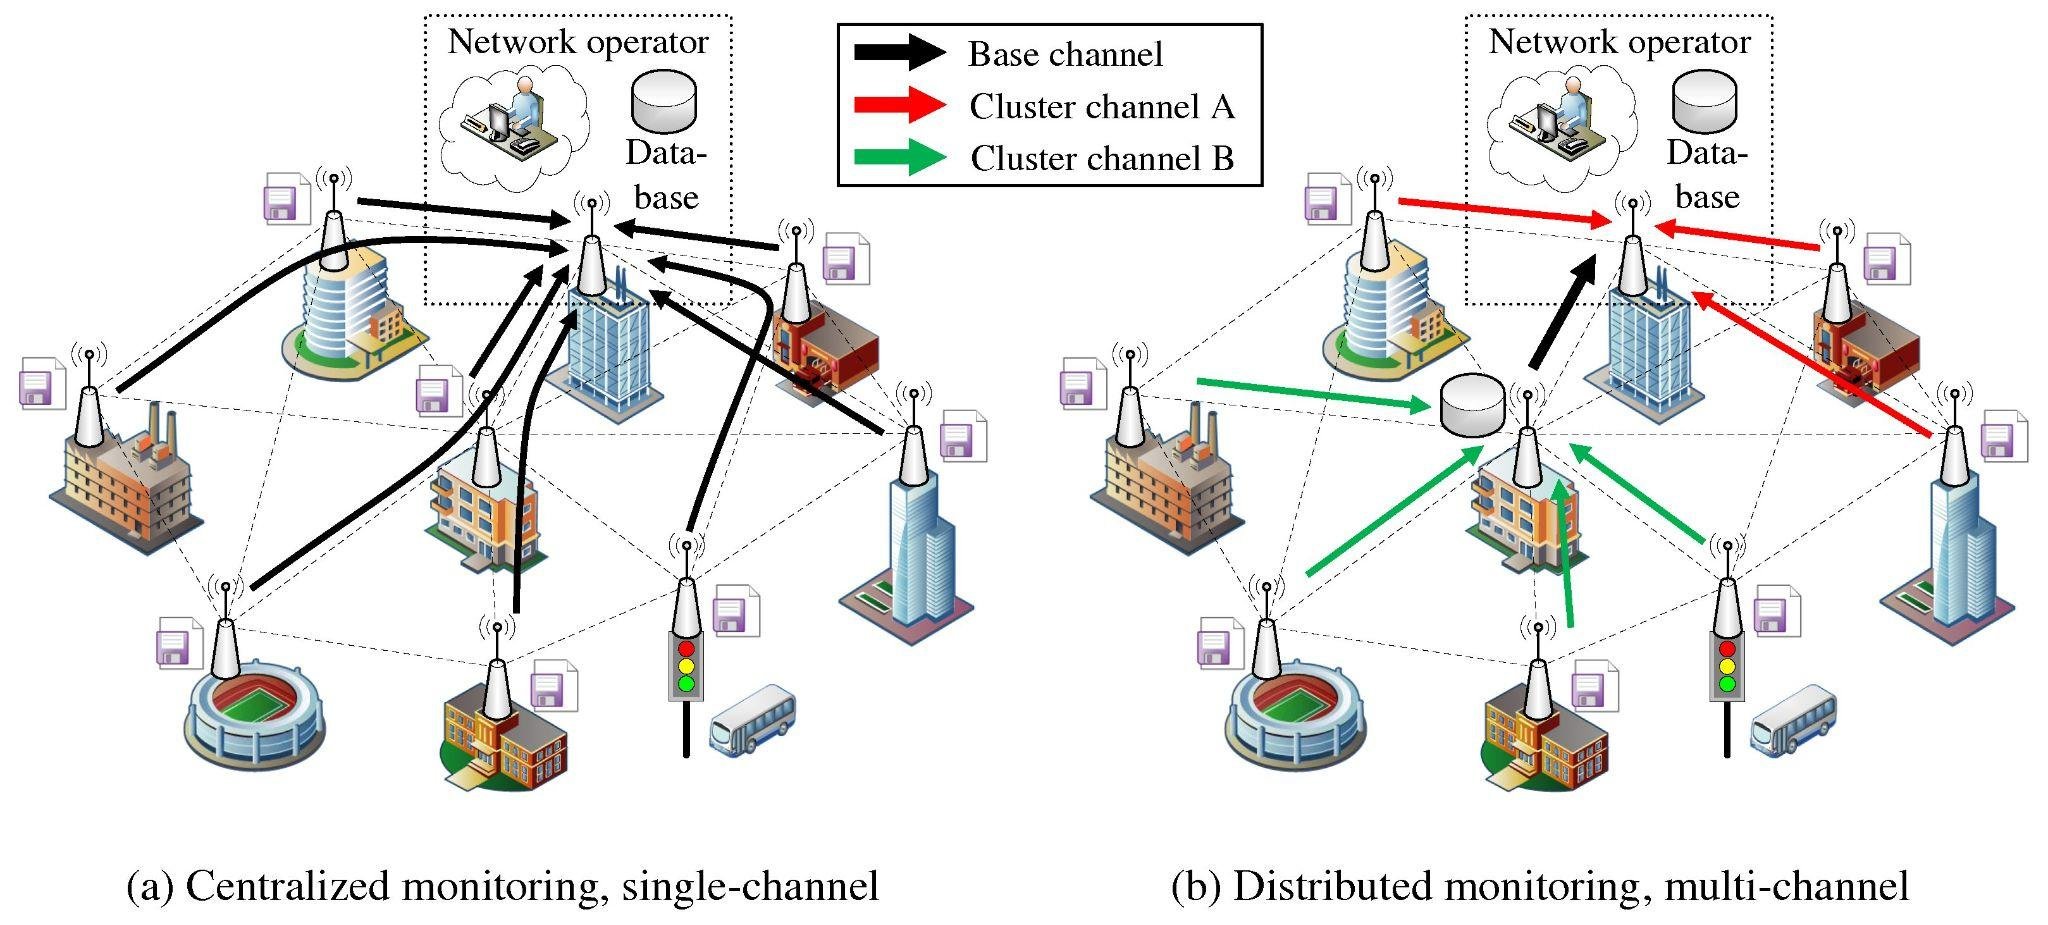 Network operator
Data-
base
Base channel
Cluster channel A
Cluster channel B
Network operator
Data-
base
(a) Centralized monitoring, single-channel
(b) Distributed monitoring, multi-channel